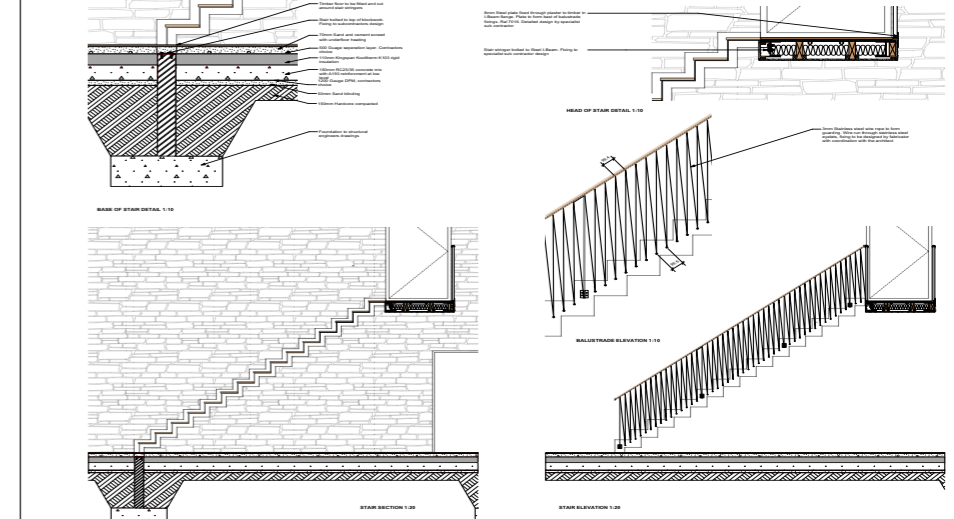 Timber floor to be fitted and cut
around stair stringers
Steel bolted to top of blockwork.
Fixing to subcontractors design
75mm Sand and cement screed
with underfloor heating
500 Guage separation layer. Contractors
choice
110mm Kingspan Kooltherm K103 rigid
insulation
150mm RC25/30 concrete mix
with A193 reinforcment at low
level
1200 Guage DPM, contractors
choice
50mm Sand blinding
150mm Hardcore compacted
Foundation to structural
engineers drawings
BASE OF STAIR DETAIL 1:10
8mm Steel plate fixed through plaster to timber in
I-Beam flange. Plate to form base of balustrade
fixings. Ral 7016. Detailed design by specialist
sub contractor
Stair stringer bolted to Steel I-Beam. Fixing to
specialist sub contractor design
HEAD OF STAIR DETAIL 1:10
3mm Stainless steel wire rope to form
guarding. Wire run through stainless steel
eyelets, fixing to be designed by fabricator
with coordination with the architect
BALUSTRADE ELEVATION 1:10
STAIR SECTION 1:20
STAIR ELEVATION 1:20